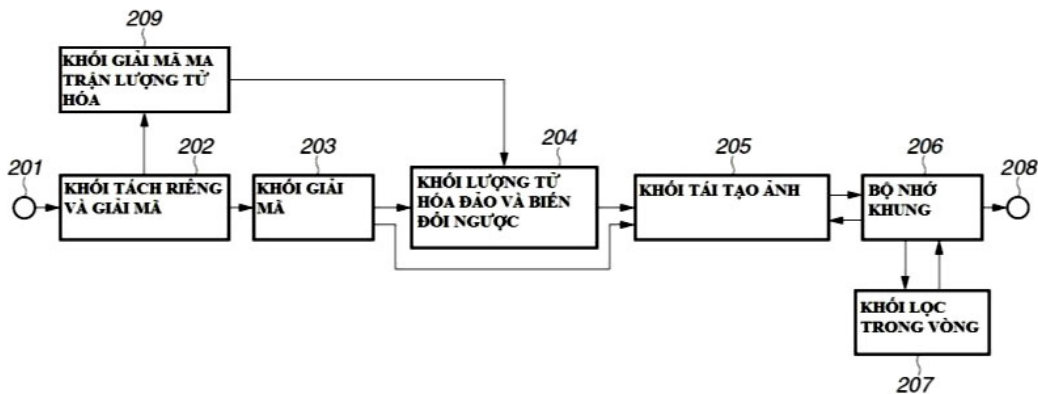 209
KHỐI GIẢI MÃ MA
TRẬN LƯỢNG TỬ
HÓA
201
202
KHỐI TÁCH RIÊNG
VÀ GIẢI MÃ
203
KHỐI GIẢI
MÃ
204
KHỐI LƯỢNG TỬ
HÓA ĐẢO VÀ BIẾN
ĐỔI NGƯỢC
205
KHỐI TÁI TẠO ẢNH
206
BỘ NHỚ
KHUNG
208
KHỐI LỌC
TRONG VÒNG
207